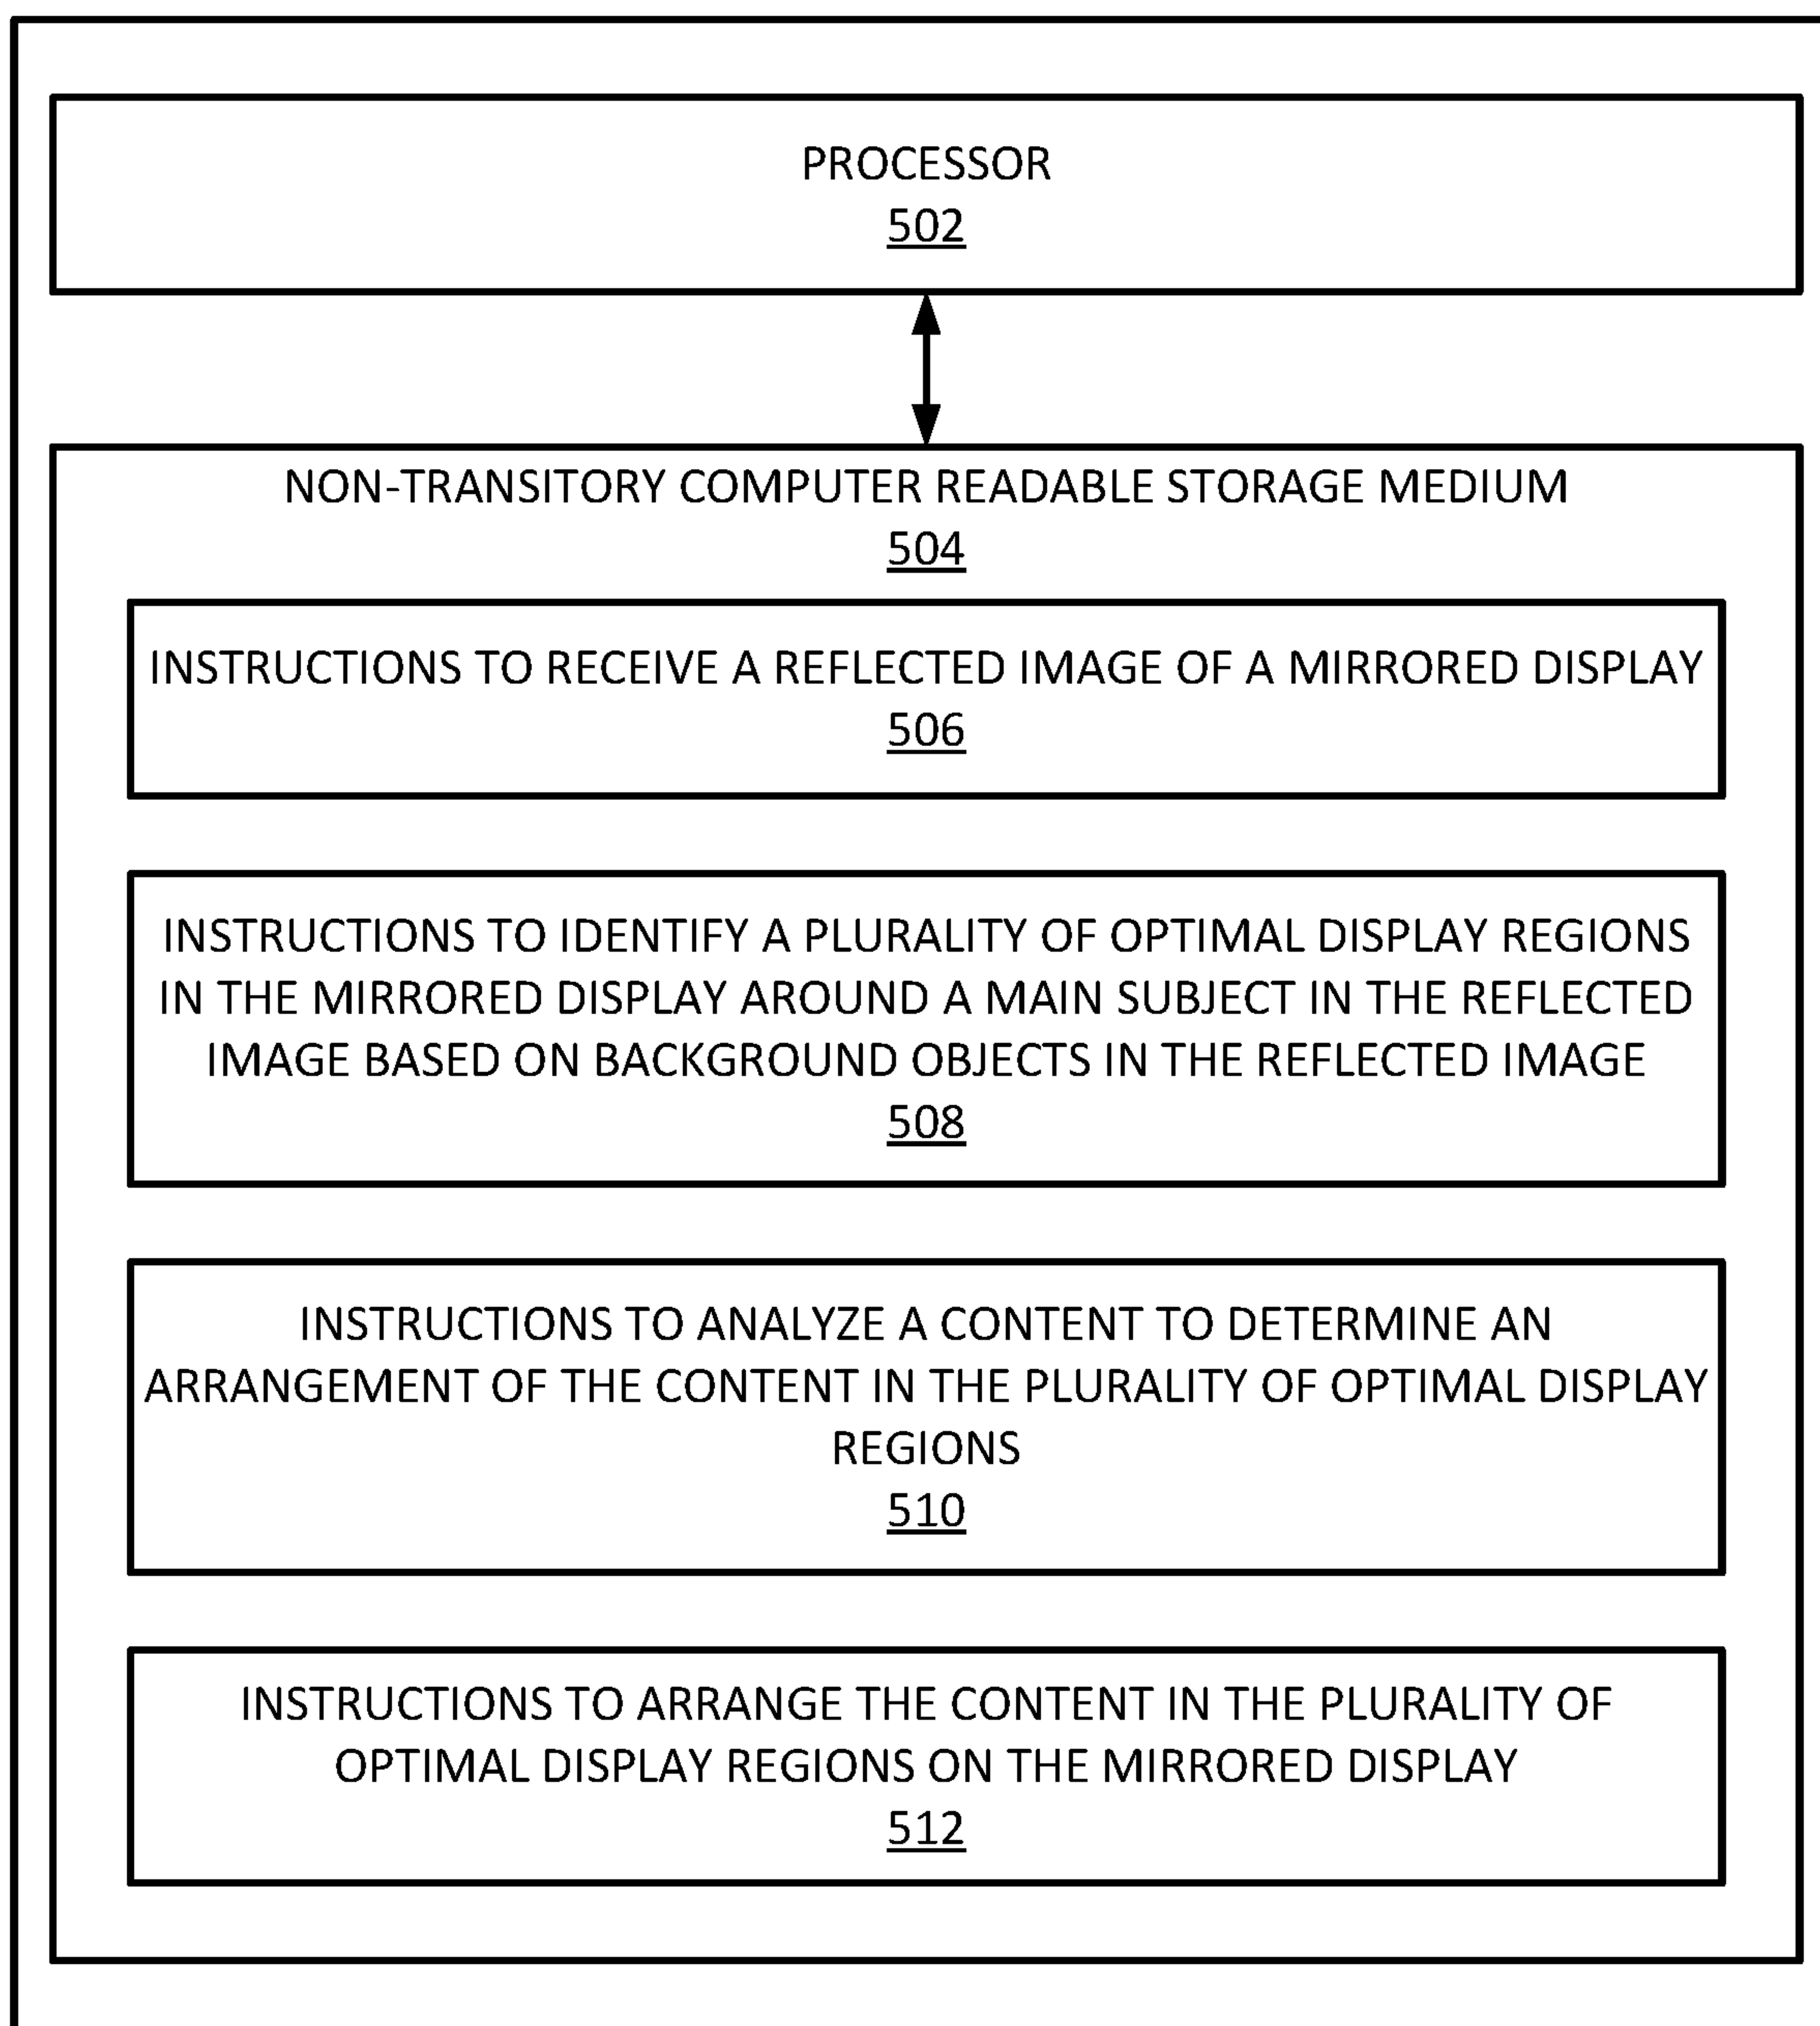 PROCESSOR
502
NON-TRANSITORY COMPUTER READABLE STORAGE MEDIUM
504
INSTRUCTIONS TO RECEIVE A REFLECTED IMAGE OF A MIRRORED DISPLAY
506
INSTRUCTIONS TO IDENTIFY A PLURALITY OF OPTIMAL DISPLAY REGIONS
IN THE MIRRORED DISPLAY AROUND A MAIN SUBJECT IN THE REFLECTED
IMAGE BASED ON BACKGROUND OBJECTS IN THE REFLECTED IMAGE
508
INSTRUCTIONS TO ANALYZE A CONTENT TO DETERMINE AN
ARRANGEMENT OF THE CONTENT IN THE PLURALITY OF OPTIMAL DISPLAY
REGIONS
510
INSTRUCTIONS TO ARRANGE THE CONTENT IN THE PLURALITY OF
OPTIMAL DISPLAY REGIONS ON THE MIRRORED DISPLAY
512